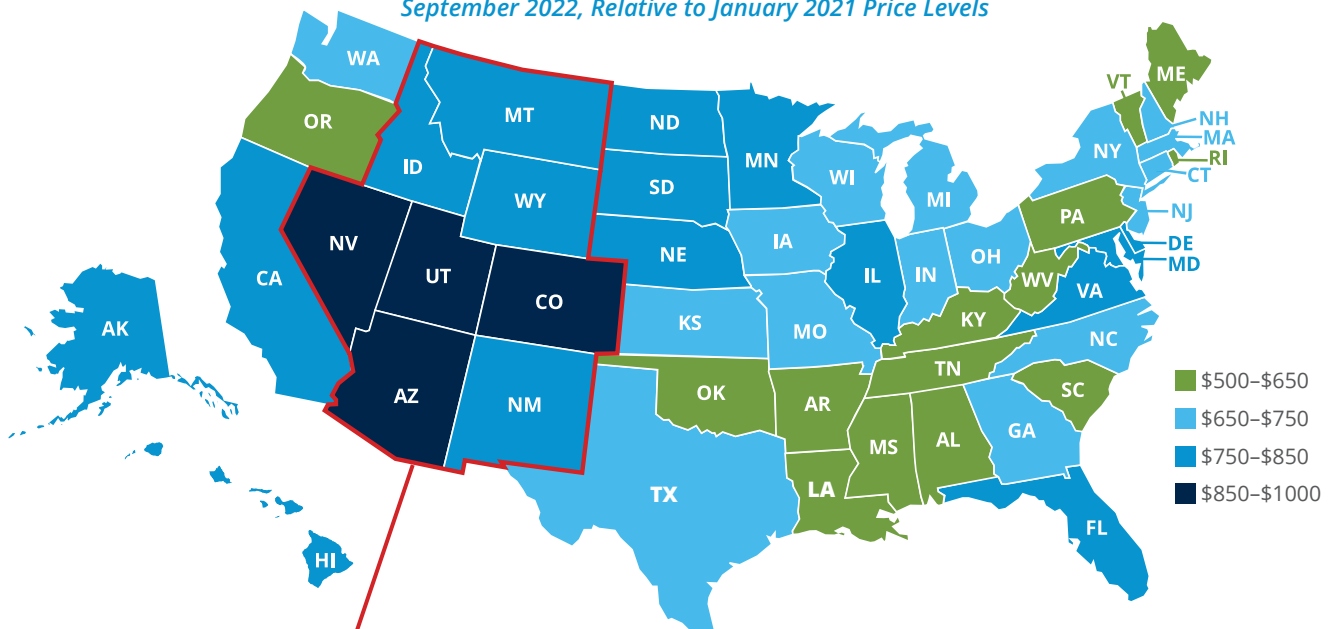 September 2022, Relative to January 2021 Price Levels
WA
OR
CA
NV
ID
MT
WY
UT
CO
AZ
NM
ND
SD
NE
KS
OK
TX
MN
IA
MO
AR
LA
WI
IL
MI
IN
OH
KY
TN
MS
AL
GA
FL
SC
NC
VA
WV
PA
NY
VT
ME
NH
MA
RI
CT
NJ
DE
MD
AK
HI
$500–$650
$650–$750
$750–$850
$850–$1000